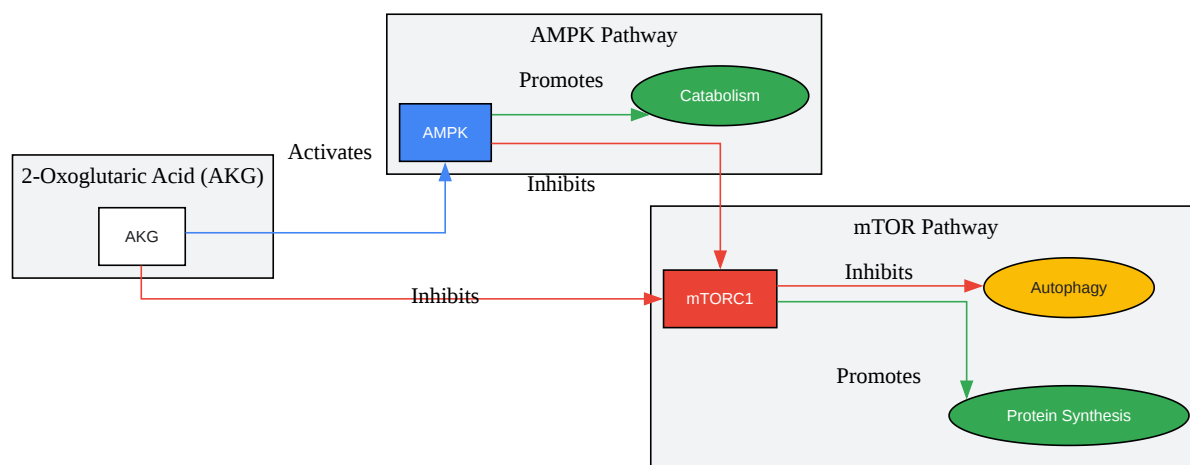 AMPK Pathway
Promotes
Catabolism
AMPK
Activates
Inhibits
2-Oxoglutaric Acid (AKG)
AKG
mTOR Pathway
Inhibits
mTORC1
Inhibits
Autophagy
Promotes
Protein Synthesis